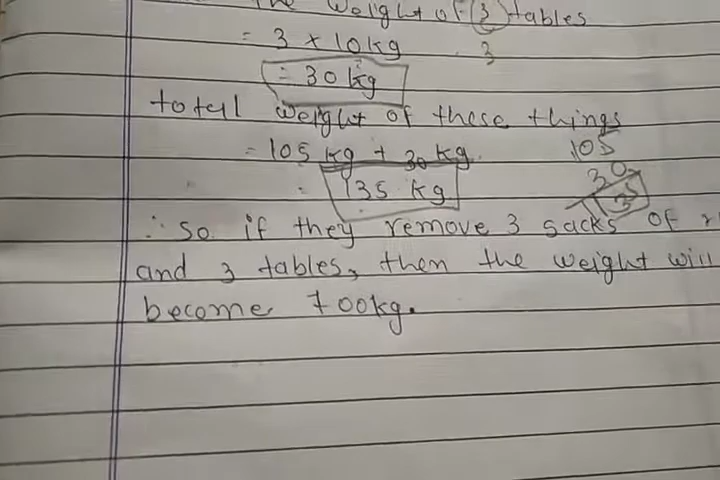 The Weight of (3) tables
= 3 × 10kg 3
= 30 kg
total weight of these things
= 105 kg + 30 kg. 105
= 135 kg 30
135
∴ so if they remove 3 sacks of
and 3 tables, then the weight will
become 700kg.